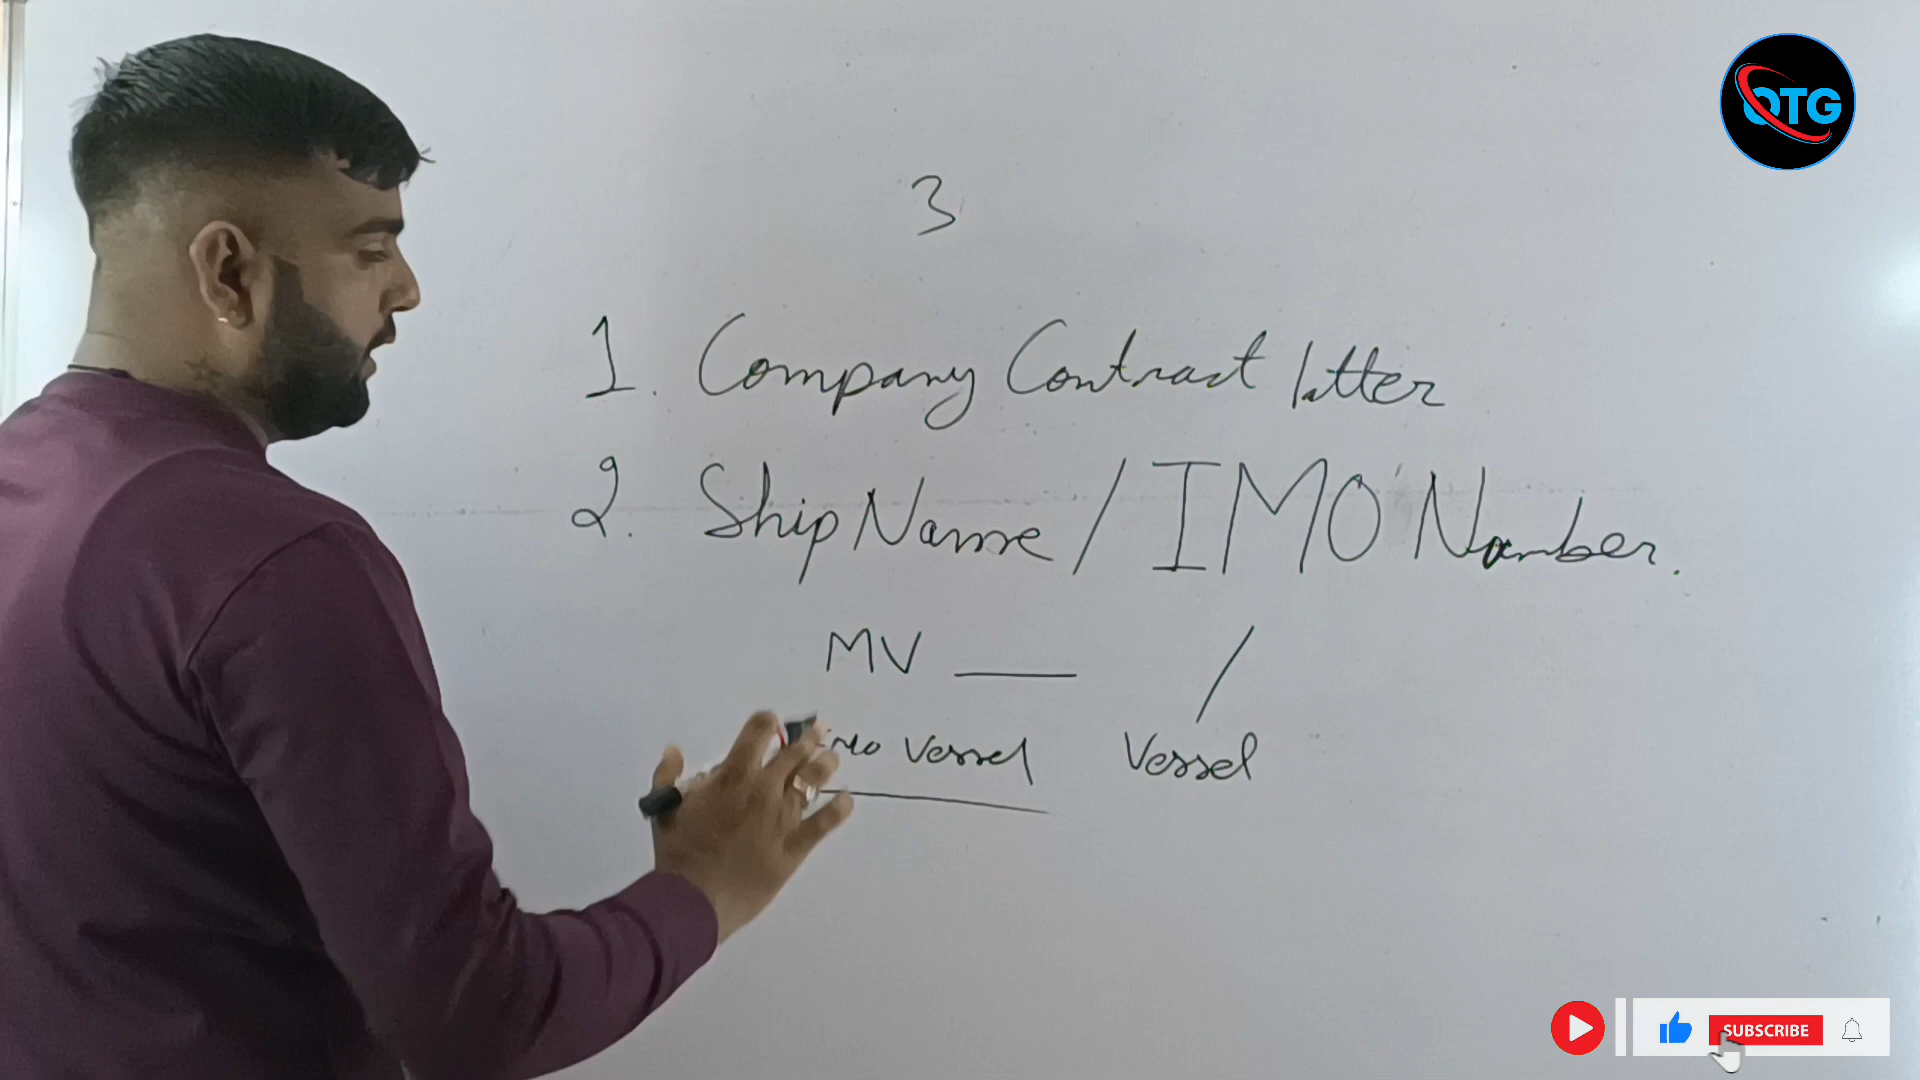 OTG
3
1. Company Contract letter
2. Ship Name / IMO Number.
MV ___ /
Vessel Vessel
SUBSCRIBE